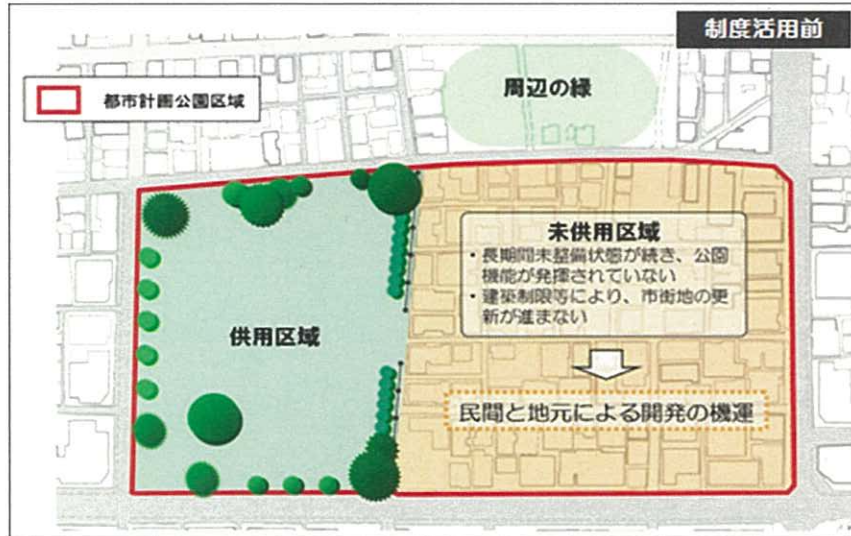 制度活用前
都市計画公園区域
周辺の緑
未供用区域
・長期間未整備状態が続き、公園
機能が発揮されていない
・建築制限等により、市街地の更
新が進まない
供用区域
民間と地元による開発の機運